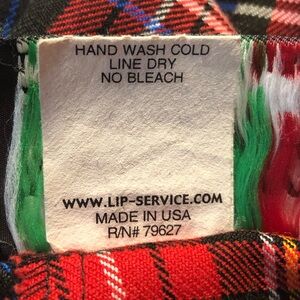 HAND WASH COLD
LINE DRY
NO BLEACH
WWW.LIP-SERVICE.COM
MADE IN USA
R/N# 79627